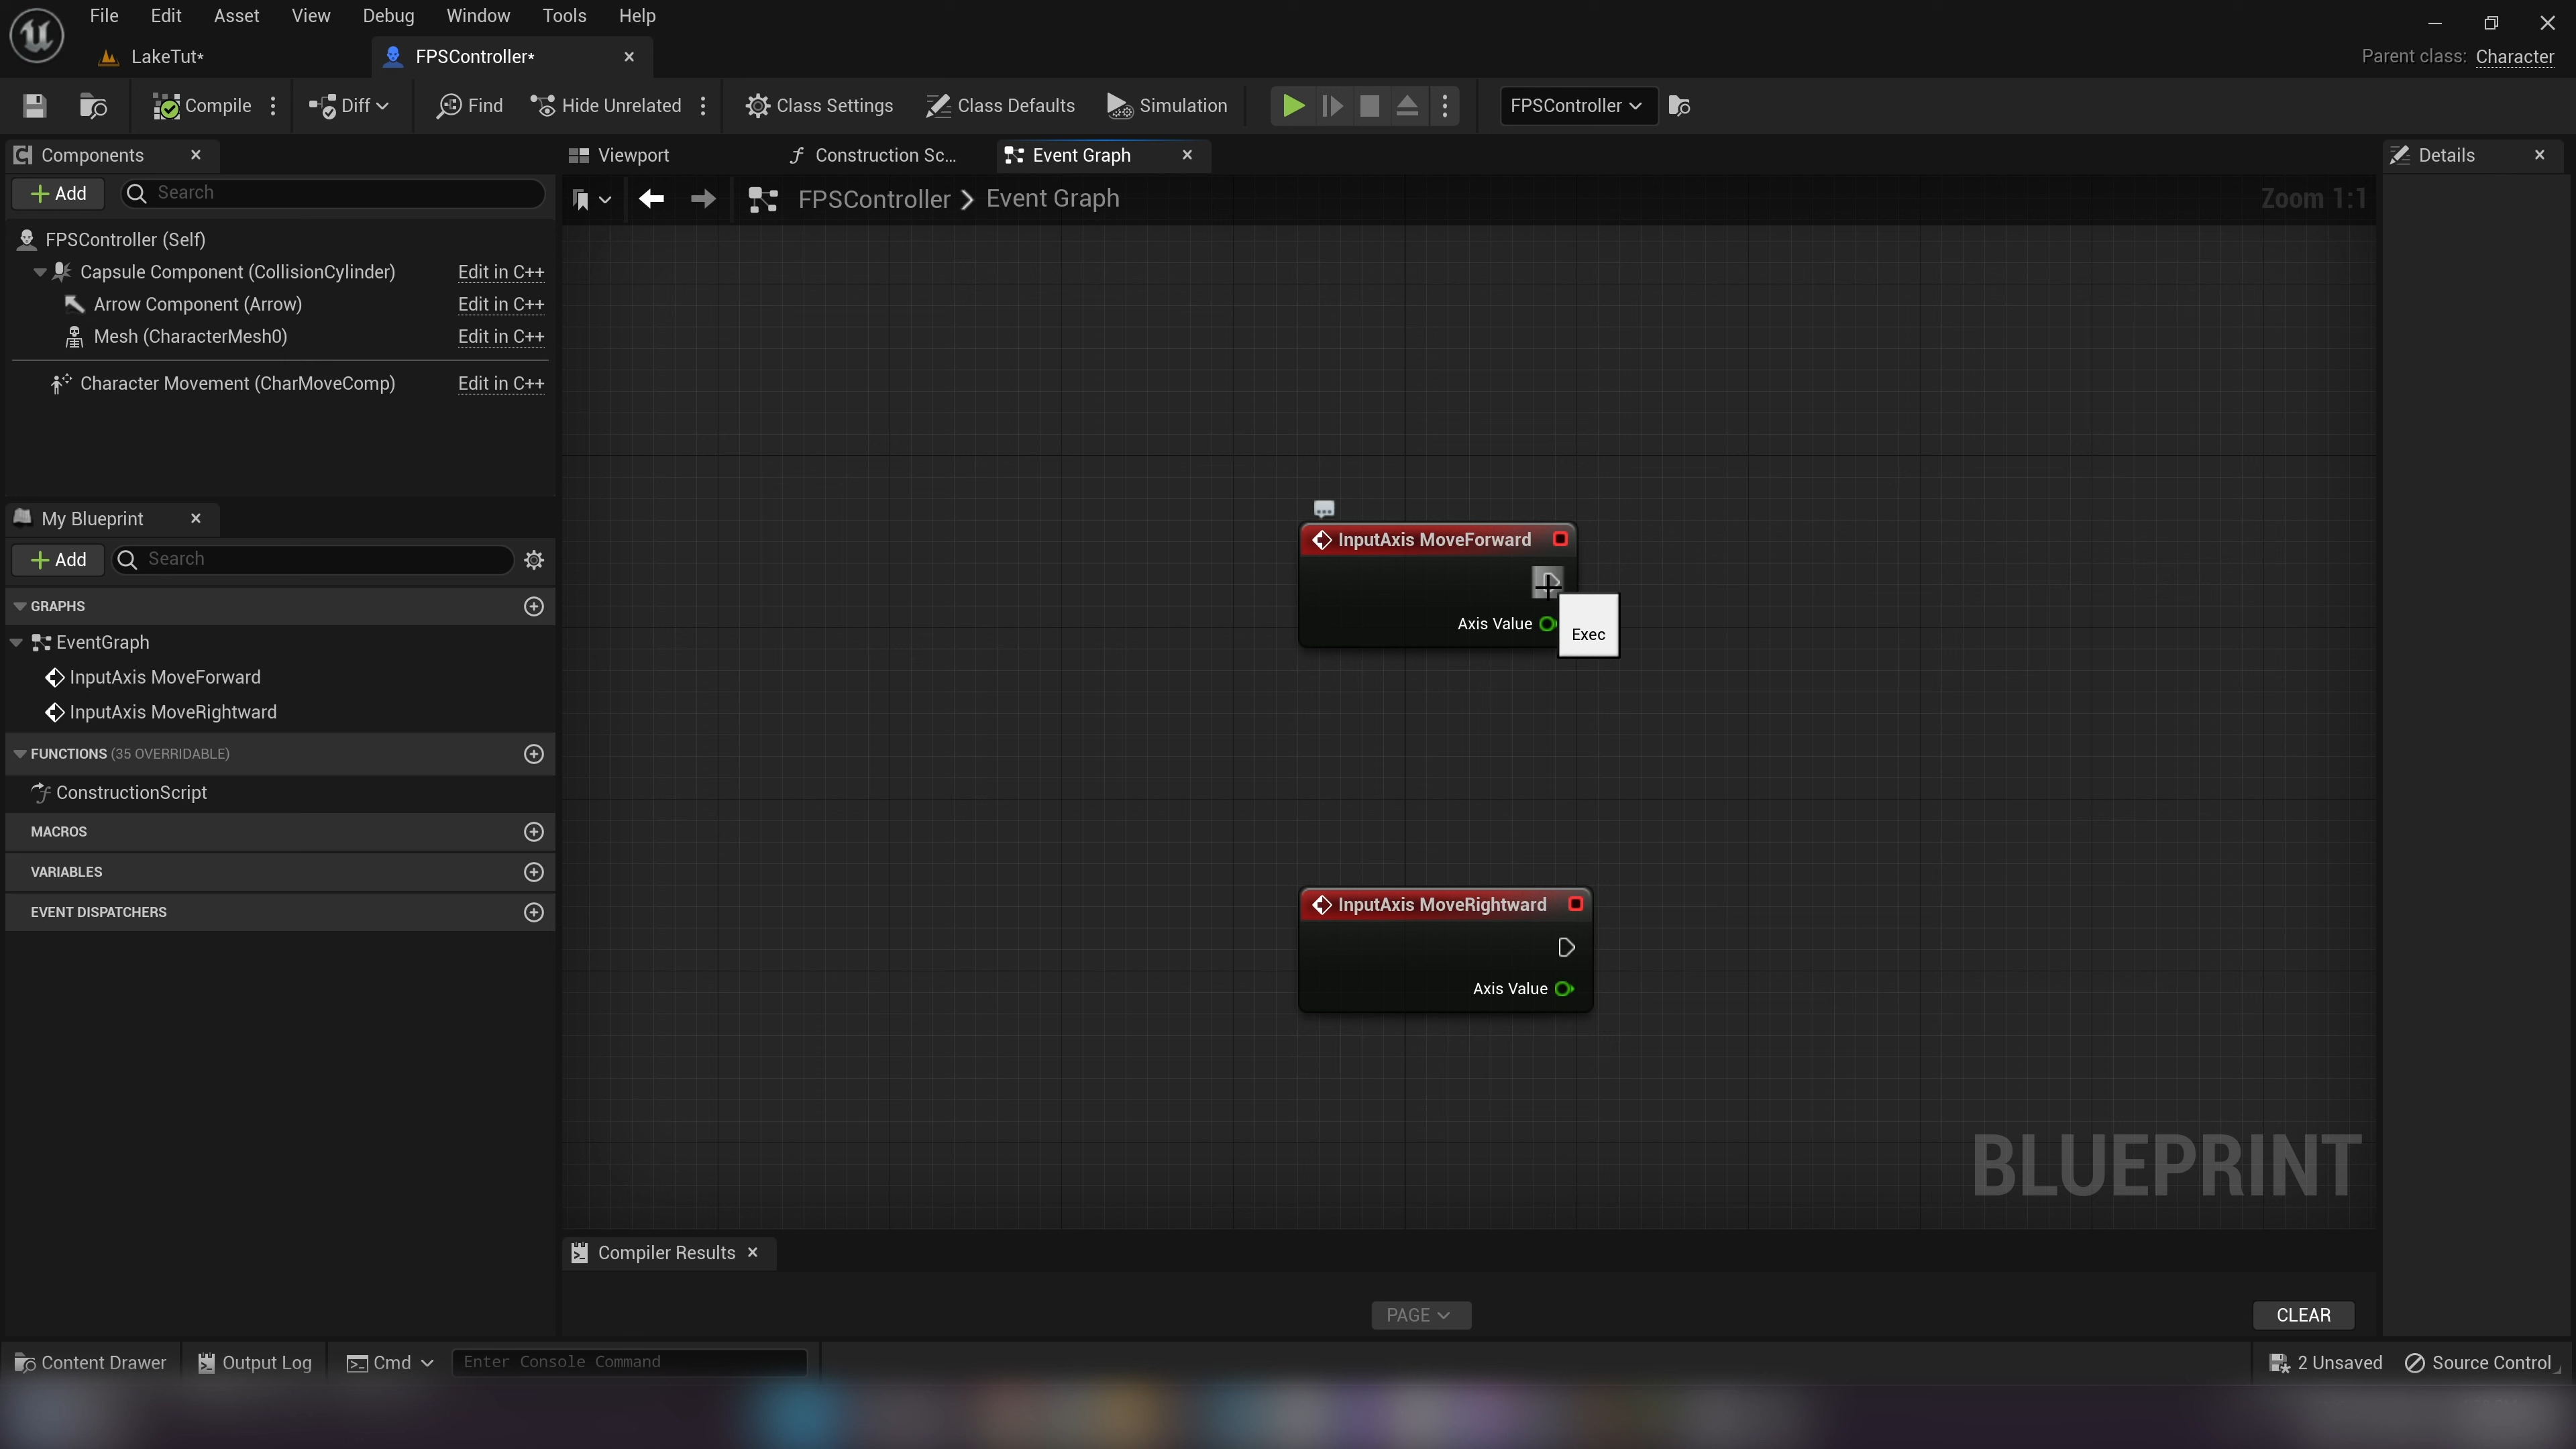 File Edit Asset View Debug Window Tools Help
LakeTut*
FPSController*
Parent class: Character
Compile
Diff
Find
Hide Unrelated
Class Settings
Class Defaults
Simulation
FPSController
Components
Viewport
Construction Sc...
Event Graph
Details
Add
Search
FPSController > Event Graph
Zoom 1:1
FPSController (Self)
Capsule Component (CollisionCylinder) Edit in C++
Arrow Component (Arrow) Edit in C++
Mesh (CharacterMesh0) Edit in C++
Character Movement (CharMoveComp) Edit in C++
My Blueprint
Add
Search
GRAPHS
EventGraph
InputAxis MoveForward
InputAxis MoveRightward
FUNCTIONS (35 OVERRIDABLE)
ConstructionScript
MACROS
VARIABLES
EVENT DISPATCHERS
InputAxis MoveForward
Axis Value
Exec
InputAxis MoveRightward
Axis Value
BLUEPRINT
Compiler Results
PAGE
CLEAR
Content Drawer
Output Log
Cmd
Enter Console Command
2 Unsaved
Source Control